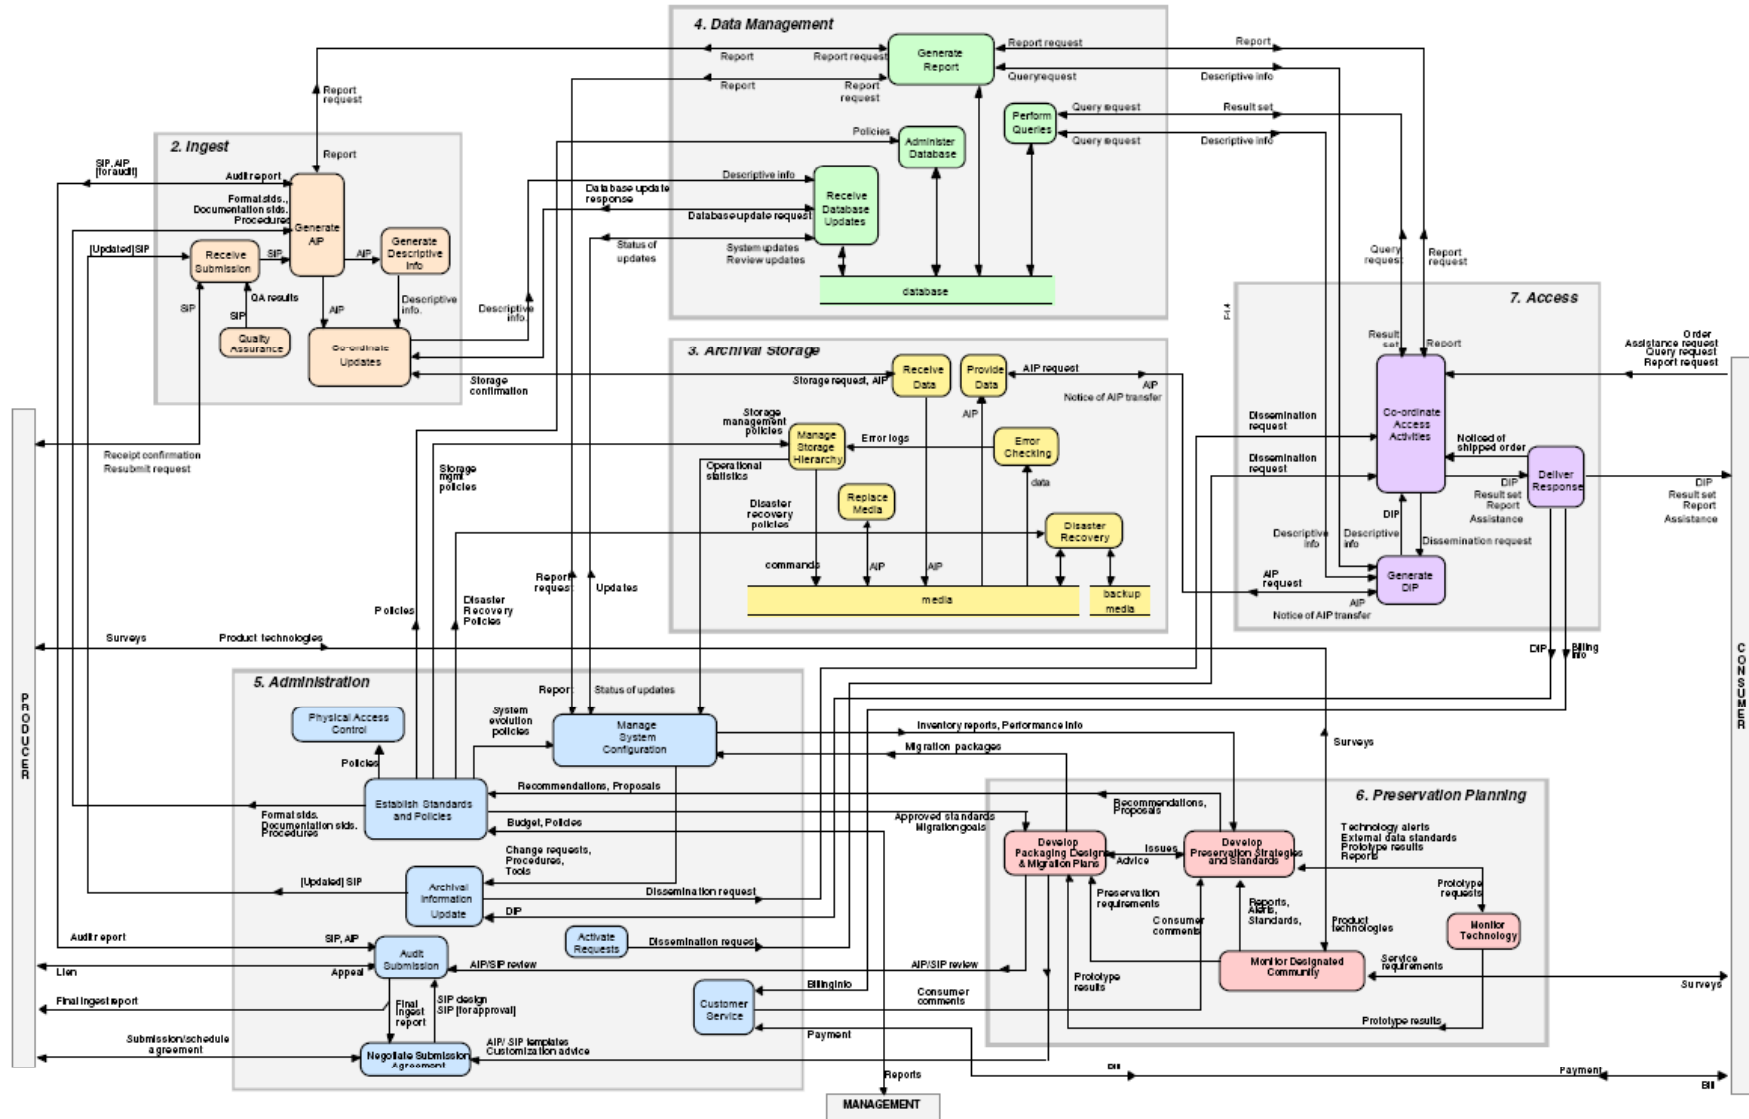 4. Data Management
Generate
Report
Report request
Report
Report
Report request
Report
Report
request
Query request
Descriptive info
Query request
Result set
Perform
Queries
Query request
Descriptive info
Policies
Administer
Database
Descriptive info
Receive
Database
Updates
Database update
response
Database update request
Status of
updates
System updates
Review updates
database
Report
request
2. Ingest
Report
SIP, AIP
[for audit]
Audit report
Format stds.,
Documentation stds.
Procedures
Generate
AIP
[Updated] SIP
Receive
Submission
SIP
AIP
Generate
Descriptive
Info
QA results
SIP
SIP
AIP
Descriptive
info.
Descriptive
info.
Quality
Assurance
Co-ordinate
Updates
Storage
confirmation
3. Archival Storage
Receive
Data
Provide
Data
Storage request, AIP
AIP request
AIP
Notice of AIP transfer
AIP
Storage
management
policies
Manage
Storage
Hierarchy
Error logs
Error
Checking
Operational
statistics
data
Replace
Media
Disaster
recovery
policies
Disaster
Recovery
commands
AIP
AIP
media
backup
media
7. Access
F4.4
Query
request
Report
request
Result
set
Report
Order
Assistance request
Query request
Report request
Co-ordinate
Access
Activities
Dissemination
request
Dissemination
request
Noticed of
shipped order
Deliver
Response
DIP
Result set
Report
Assistance
DIP
Result set
Report
Assistance
DIP
Descriptive
info
Descriptive
info
Dissemination request
Generate
DIP
AIP
request
AIP
Notice of AIP transfer
DIP
Billing
info
Receipt confirmation
Resubmit request
Storage
mgmt
policies
Report
request
Updates
Policies
Disaster
Recovery
Policies
Surveys
Product technologies
PRODUCER
CONSUMER
5. Administration
Report
Status of updates
Physical Access
Control
System
evolution
policies
Manage
System
Configuration
Inventory reports, Performance info
Migration packages
Surveys
Policies
Establish Standards
and Policies
Recommendations, Proposals
Format stds.
Documentation stds.
Procedures
Budget, Policies
Change requests,
Procedures,
Tools
[Updated] SIP
Archival
Information
Update
Dissemination request
DIP
Audit report
SIP, AIP
Audit
Submission
Activate
Requests
Dissemination request
Lien
Appeal
AIP/SIP review
AIP/SIP review
Final Ingest report
Final
Ingest
report
SIP design
SIP [for approval]
Customer
Service
Billing info
Consumer
comments
Payment
Submission/schedule
agreement
Negotiate Submission
Agreement
AIP/ SIP templates
Customization advice
Reports
MANAGEMENT
Bill
Payment
Bill
6. Preservation Planning
Approved standards
Migration goals
Recommendations,
Proposals
Technology alerts
External data standards
Prototype results
Reports
Develop
Packaging Designs
& Migration Plans
Issues
Advice
Develop
Preservation Strategies
and Standards
Prototype
requests
Preservation
requirements
Reports,
Alerts,
Standards,
Consumer
comments
Product
technologies
Monitor
Technology
Monitor Designated
Community
Service
requirements
Surveys
Prototype
results
Prototype results